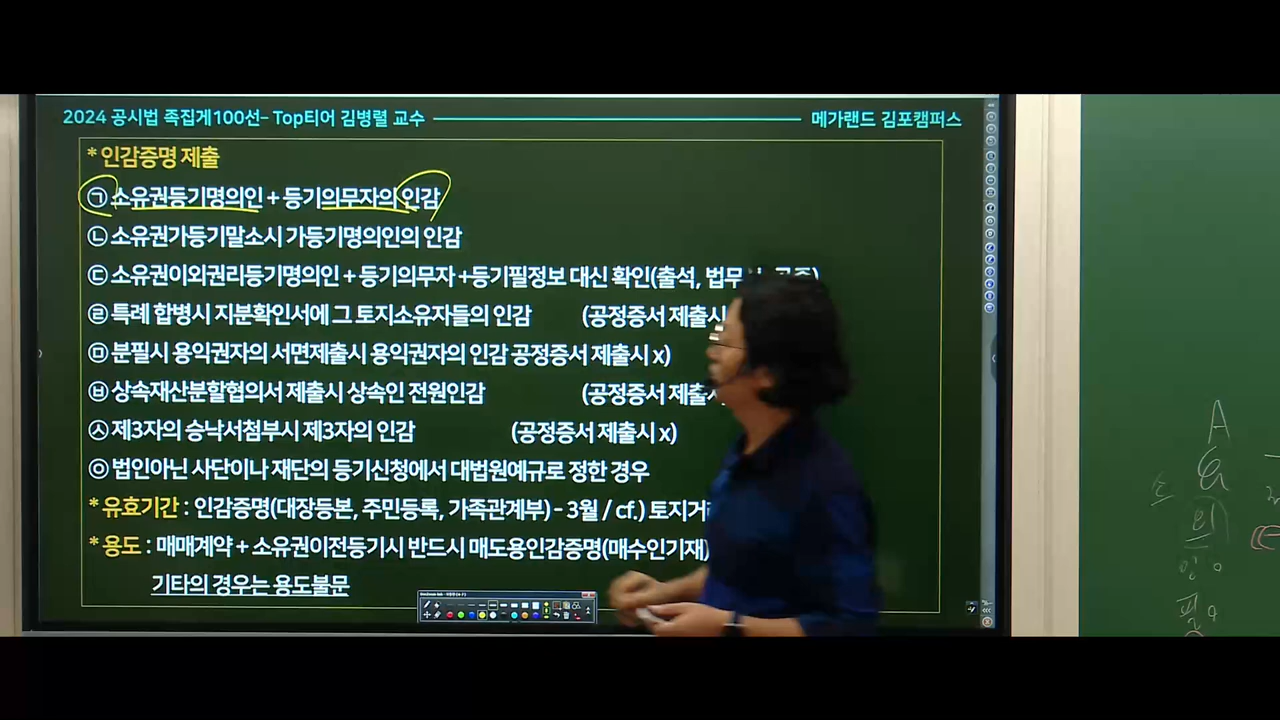 2024 공시법 족집게100선– Top티어 김병렬 교수 메가랜드 김포캠퍼스
* 인감증명 제출
㉠ 소유권등기명의인 + 등기의무자의 인감
㉡ 소유권가등기말소시 가등기명의인의 인감
㉢ 소유권이외권리등기명의인 + 등기의무자 +등기필정보 대신 확인(출석, 법무
㉣ 특례 합병시 지분확인서에 그 토지소유자들의 인감 (공정증서 제출시
㉤ 분필시 용익권자의 서면제출시 용익권자의 인감 공정증서 제출시 x)
㉥ 상속재산분할협의서 제출시 상속인 전원인감 (공정증서 제출시
㉦ 제3자의 승낙서첨부시 제3자의 인감 (공정증서 제출시 x)
㉧ 법인아닌 사단이나 재단의 등기신청에서 대법원예규로 정한 경우
* 유효기간 : 인감증명(대장등본, 주민등록, 가족관계부) – 3월 / cf.) 토지거
* 용도 : 매매계약 + 소유권이전등기시 반드시 매도용인감증명(매수인기재)
기타의 경우는 용도불문
A